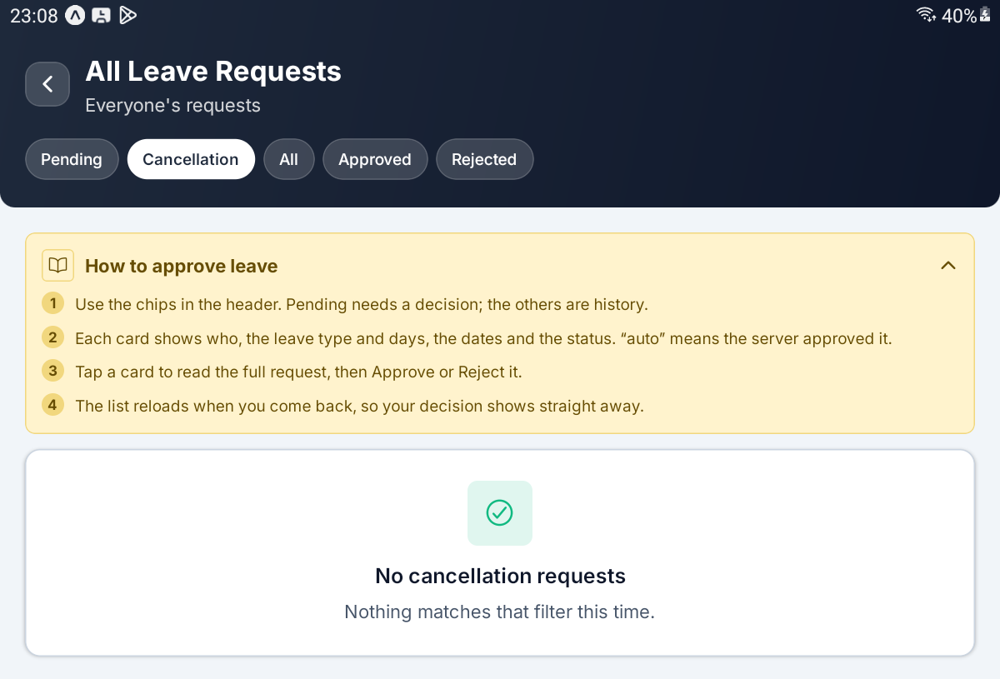 23:08
40%
All Leave Requests
Everyone's requests
Pending
Cancellation
All
Approved
Rejected
How to approve leave
1 Use the chips in the header. Pending needs a decision; the others are history.
2 Each card shows who, the leave type and days, the dates and the status. “auto” means the server approved it.
3 Tap a card to read the full request, then Approve or Reject it.
4 The list reloads when you come back, so your decision shows straight away.
No cancellation requests
Nothing matches that filter this time.